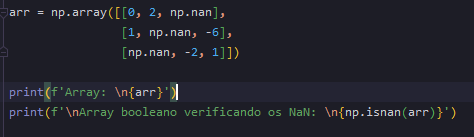 arr = np.array([[0, 2, np.nan],
[1, np.nan, -6],
[np.nan, -2, 1]])
print(f'Array: \n{arr}')
print(f'\nArray booleano verificando os NaN: \n{np.isnan(arr)}')